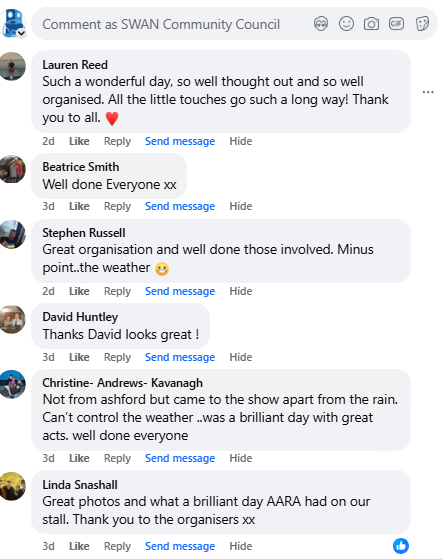 Comment as SWAN Community Council
GIF
Lauren Reed
Such a wonderful day, so well thought out and so well
organised. All the little touches go such a long way! Thank
you to all. ❤️
2d Like Reply Send message Hide
Beatrice Smith
Well done Everyone xx
3d Like Reply Send message Hide
Stephen Russell
Great organisation and well done those involved. Minus
point..the weather 😬
2d Like Reply Send message Hide
David Huntley
Thanks David looks great !
3d Like Reply Send message Hide
Christine- Andrews- Kavanagh
Not from ashford but came to the show apart from the rain.
Can’t control the weather ..was a brilliant day with great
acts. well done everyone
3d Like Reply Send message Hide
Linda Snashall
Great photos and what a brilliant day AARA had on our
stall. Thank you to the organisers xx
3d Like Reply Send message Hide